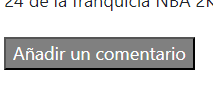 24 de la franquicia NBA 2K
Añadir un comentario